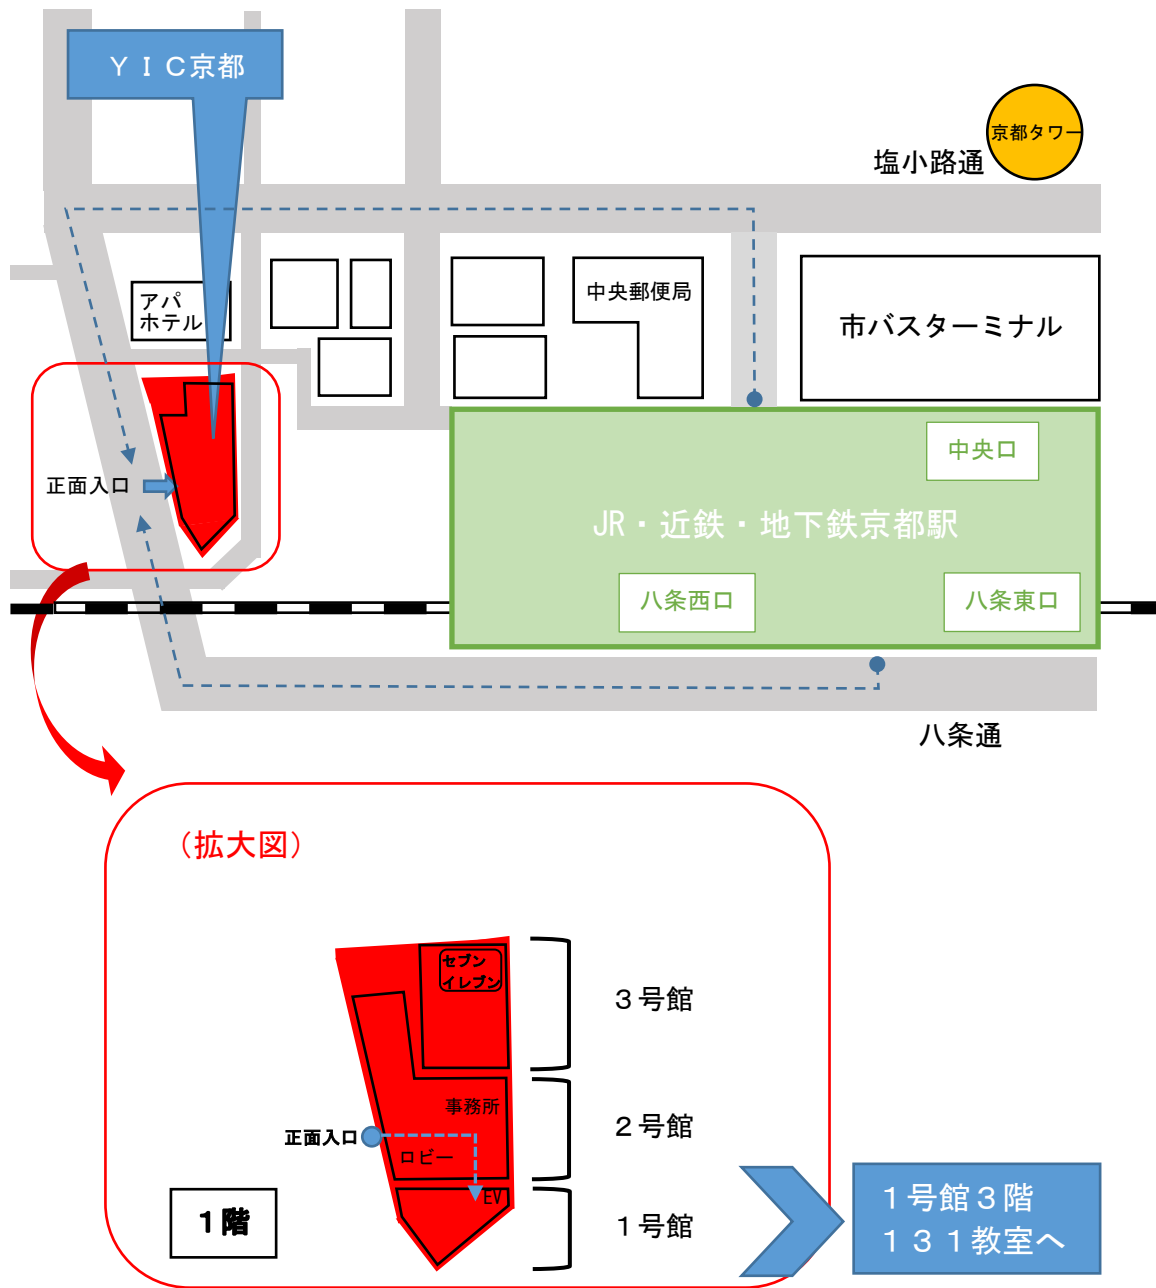 ＹＩＣ京都
京都タワー
塩小路通
アパ
ホテル
中央郵便局
市バスターミナル
中央口
正面入口
JR・近鉄・地下鉄京都駅
八条西口
八条東口
八条通
（拡大図）
セブン
イレブン
３号館
事務所
２号館
正面入口
ロビー
EV
１号館
１階
１号館３階
１３１教室へ